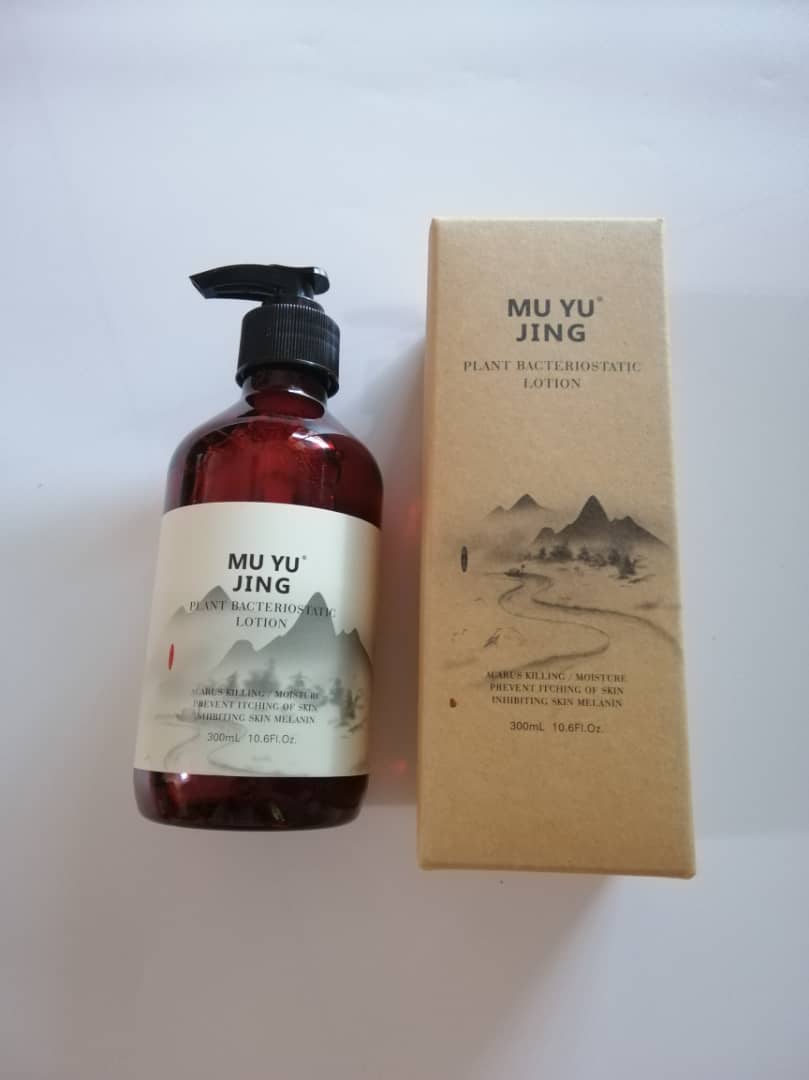 MU YU®
JING
PLANT BACTERIOSTATIC
LOTION
ACARUS KILLING / MOISTURE
PREVENT ITCHING OF SKIN
INHIBITING SKIN MELANIN
300mL 10.6Fl.Oz.
MU YU®
JING
PLANT BACTERIOSTATIC
LOTION
ACARUS KILLING / MOISTURE
PREVENT ITCHING OF SKIN
INHIBITING SKIN MELANIN
300mL 10.6Fl.Oz.